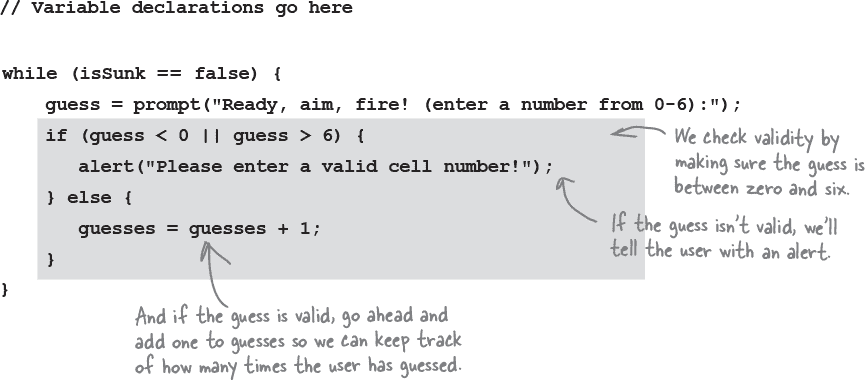 // Variable declarations go here
while (isSunk == false) {
guess = prompt("Ready, aim, fire! (enter a number from 0-6):");
if (guess < 0 || guess > 6) {
alert("Please enter a valid cell number!");
} else {
guesses = guesses + 1;
}
}
We check validity by
making sure the guess is
between zero and six.
If the guess isn't valid, we'll
tell the user with an alert.
And if the guess is valid, go ahead and
add one to guesses so we can keep track
of how many times the user has guessed.